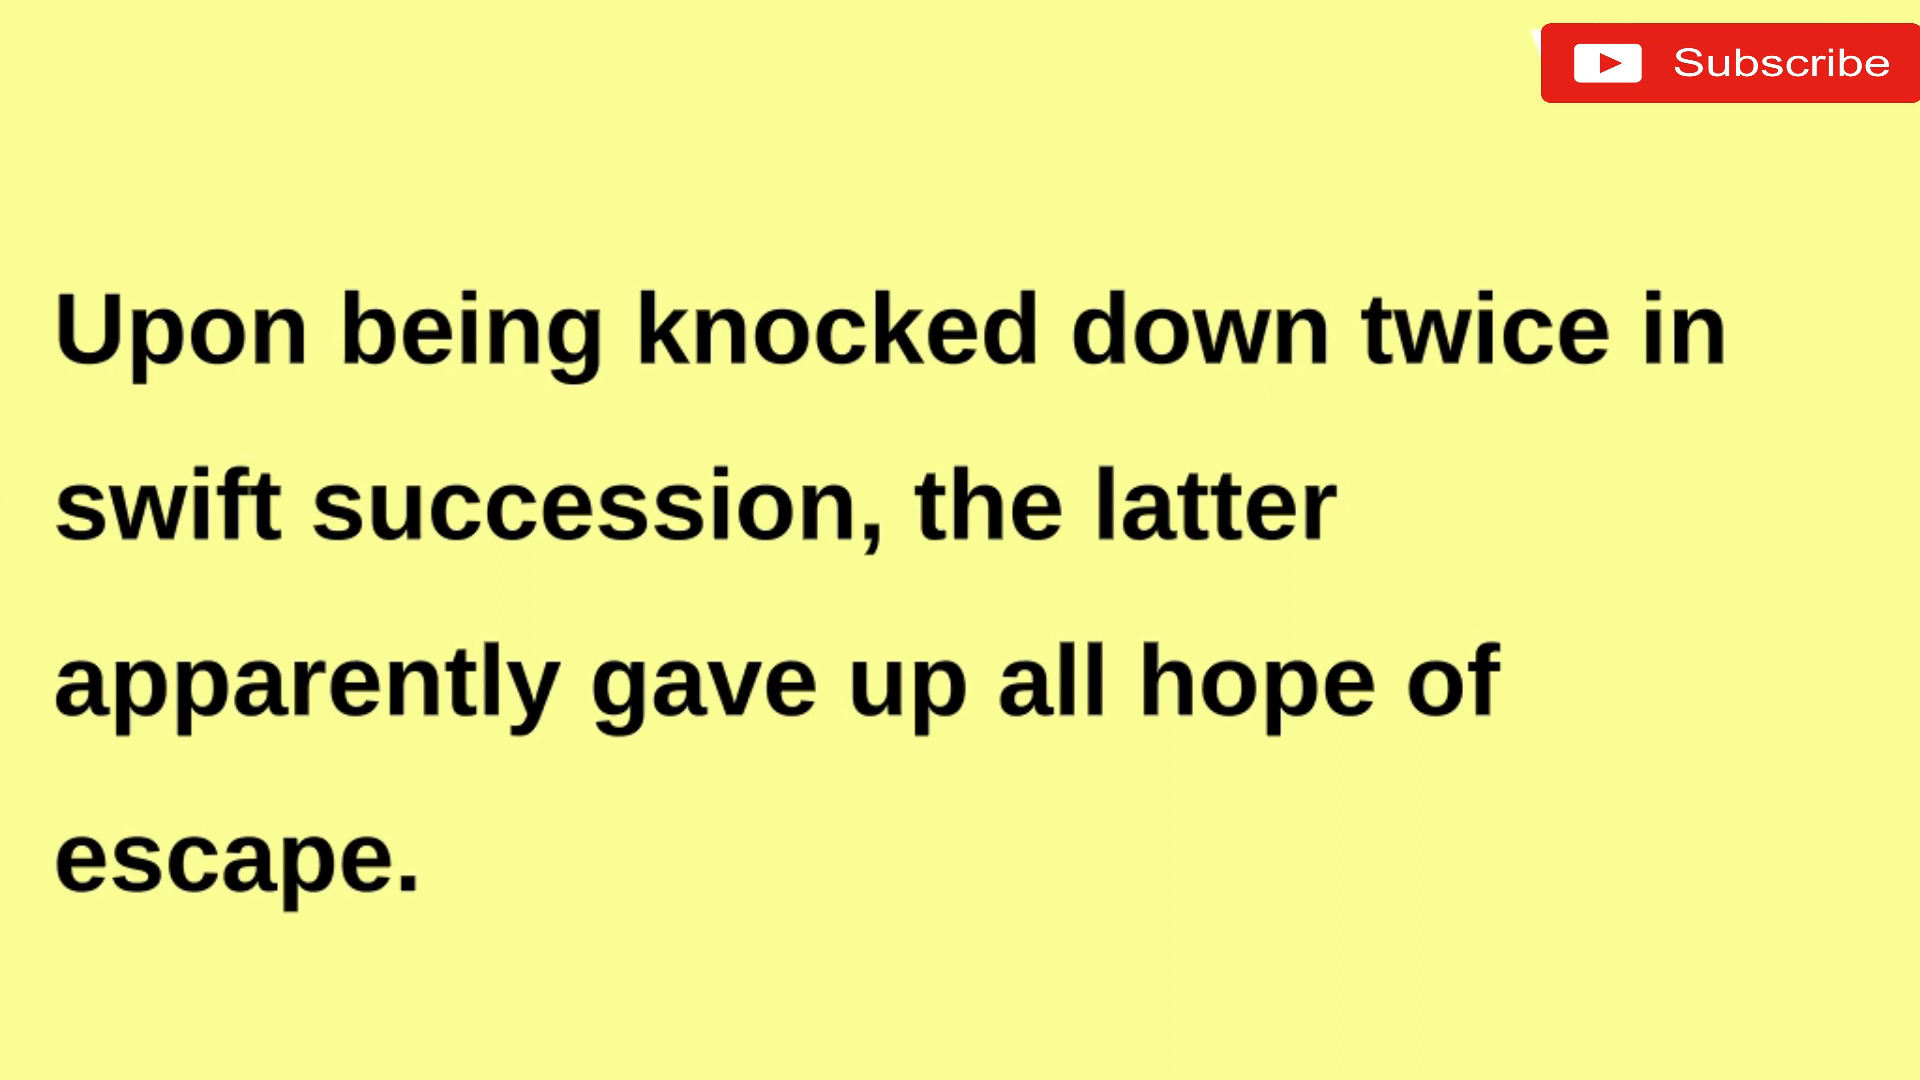 Subscribe
Upon being knocked down twice in
swift succession, the latter
apparently gave up all hope of
escape.